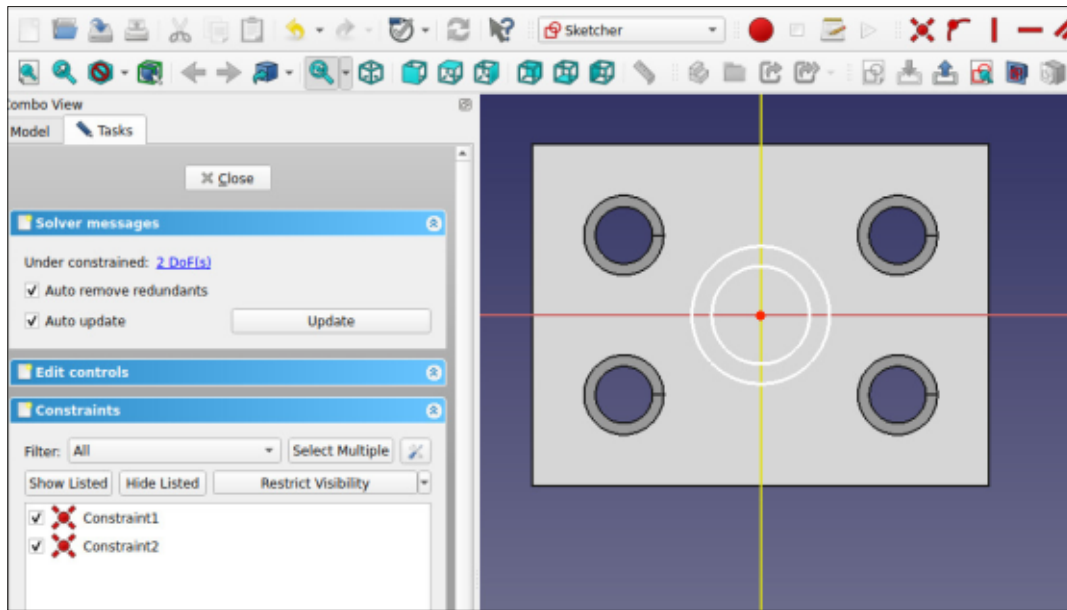 Sketcher
Combo View
Model
Tasks
Close
Solver messages
Under constrained: 2 DoF(s)
Auto remove redundants
Auto update
Update
Edit controls
Constraints
Filter: All
Select Multiple
Show Listed
Hide Listed
Restrict Visibility
Constraint1
Constraint2